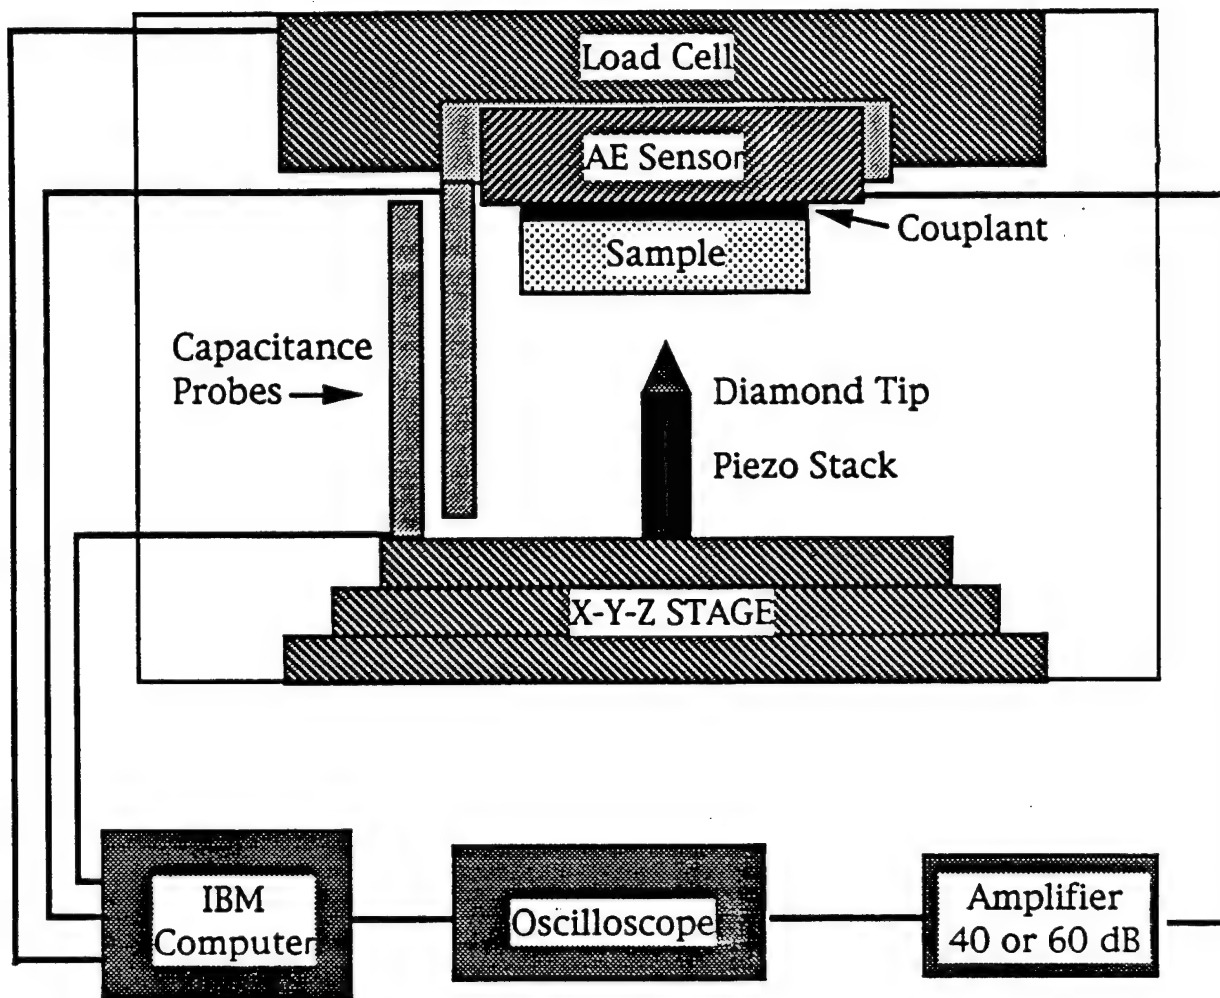 Load Cell
AE Sensor
Couplant
Sample
Capacitance
Probes
Diamond Tip
Piezo Stack
X-Y-Z STAGE
IBM
Computer
Oscilloscope
Amplifier
40 or 60 dB